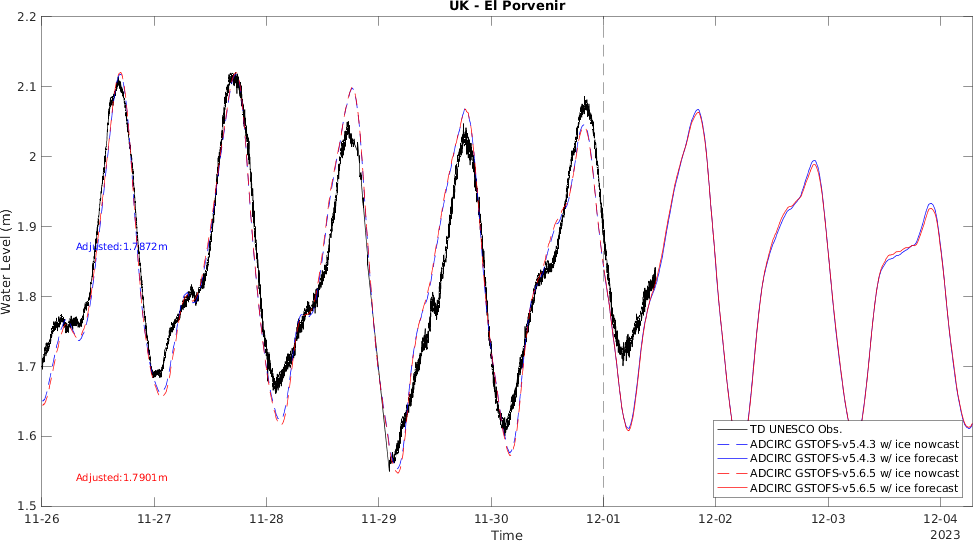 UK - El Porvenir
2.2
2.1
2
1.9
1.8
1.7
1.6
1.5
Water Level (m)
Adjusted:1.7872m
Adjusted:1.7901m
TD UNESCO Obs.
ADCIRC GSTOFS-v5.4.3 w/ ice nowcast
ADCIRC GSTOFS-v5.4.3 w/ ice forecast
ADCIRC GSTOFS-v5.6.5 w/ ice nowcast
ADCIRC GSTOFS-v5.6.5 w/ ice forecast
11-26 11-27 11-28 11-29 11-30 12-01 12-02 12-03 12-04
Time 2023